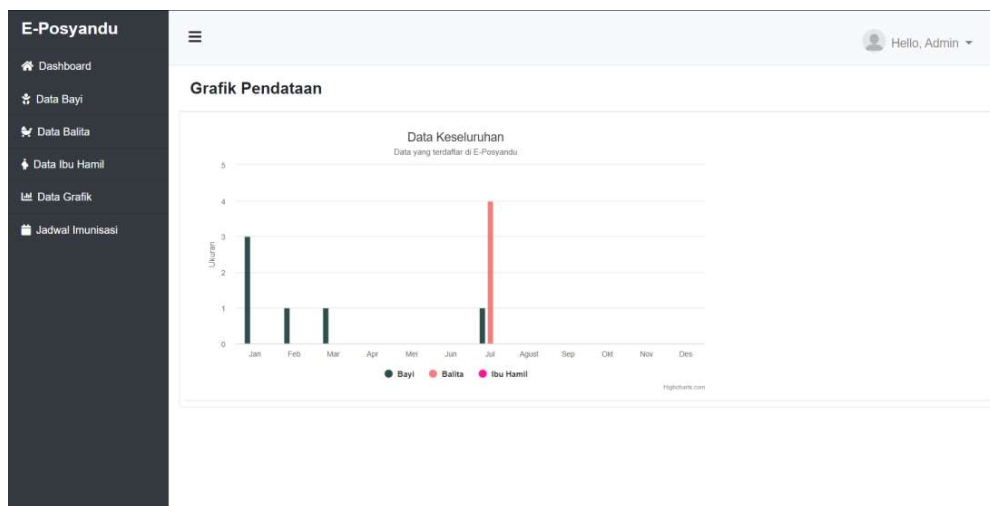 E-Posyandu
Hello, Admin
Dashboard
Data Bayi
Data Balita
Data Ibu Hamil
Data Grafik
Jadwal Imunisasi
Grafik Pendataan
Data Keseluruhan
Data yang terdaftar di E-Posyandu
Ukuran
5
4
3
2
1
0
Jan Feb Mar Apr Mei Jun Jul Agust Sep Okt Nov Des
Bayi Balita Ibu Hamil
Highcharts.com